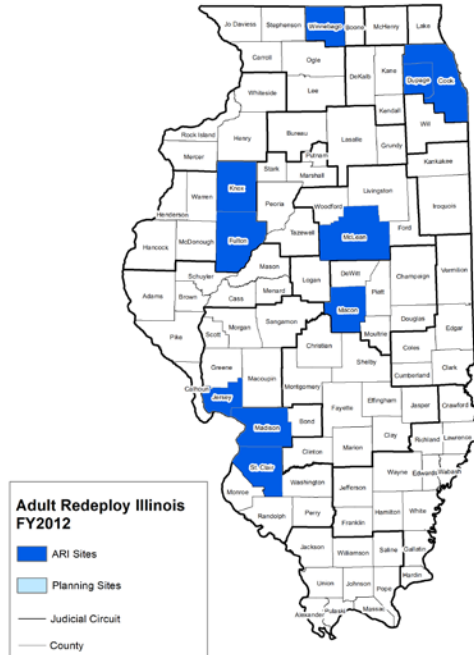 Jo Daviess Stephenson Winnebago Boone McHenry Lake
Carroll Ogle
DeKalb Kane Dupage Cook
Whiteside Lee
Kendall Will
Rock Island Henry Bureau Lasalle Grundy
Mercer Putnam
Stark Marshall Kankakee
Knox Livingston
Warren Peoria Woodford Iroquois
Henderson
Hancock McDonough Fulton Tazewell McLean Ford
Mason
Schuyler Logan DeWitt Champaign Vermilion
Adams Brown Cass Menard Macon Piatt
Douglas Edgar
Pike Scott Morgan Sangamon Moultrie
Christian Coles
Greene Shelby Cumberland Clark
Calhoun Macoupin Montgomery
Jersey Fayette Effingham Jasper Crawford
Madison Bond
Clay Richland Lawrence
St. Clair Clinton Marion
Wayne Edwards Wabash
Monroe Washington Jefferson
Randolph Perry Hamilton White
Franklin
Jackson Williamson Saline Gallatin
Hardin
Union Johnson Pope
Alexander Pulaski Massac
Adult Redeploy Illinois
FY2012
ARI Sites
Planning Sites
Judicial Circuit
County